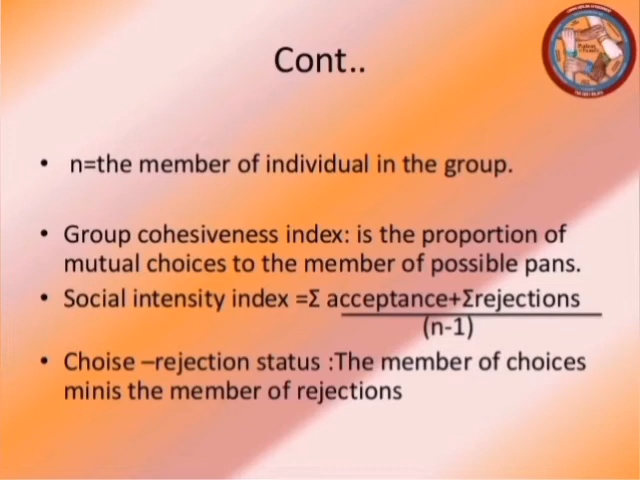 Cont..
• n=the member of individual in the group.
• Group cohesiveness index: is the proportion of
mutual choices to the member of possible pans.
• Social intensity index =Σ acceptance+Σrejections
(n-1)
• Choise –rejection status :The member of choices
minis the member of rejections